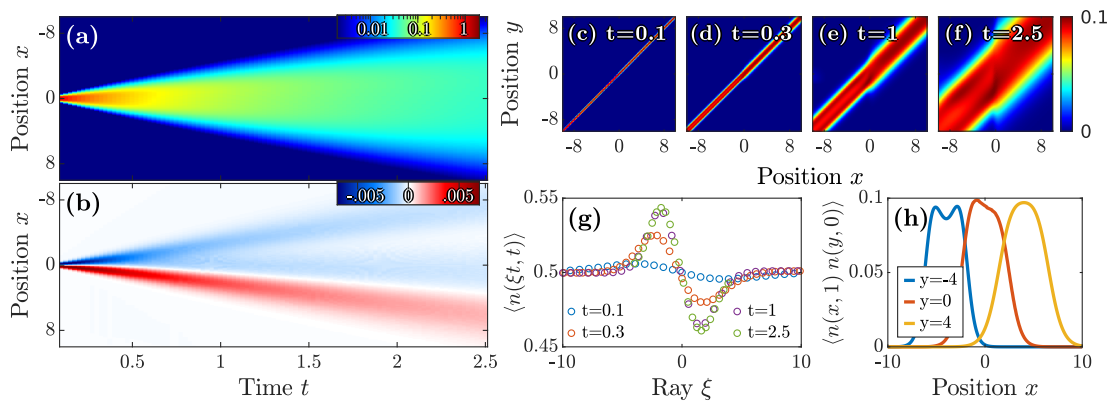 (a)
0.01 0.1 1
Position x
-8
0
8
(b)
-.005 0 .005
Position x
-8
0
8
0.5 1 1.5 2 2.5
Time t
Position y
8
0
-8
(c) t=0.1
(d) t=0.3
(e) t=1
(f) t=2.5
-8 0 8
-8 0 8
-8 0 8
-8 0 8
0.1
0
Position x
(g)
⟨n(ξt, t)⟩
0.55
0.5
0.45
t=0.1
t=0.3
t=1
t=2.5
-10 0 10
Ray ξ
(h)
⟨n(x, 1) n(y, 0)⟩
0.1
0.05
0
y=-4
y=0
y=4
-10 0 10
Position x